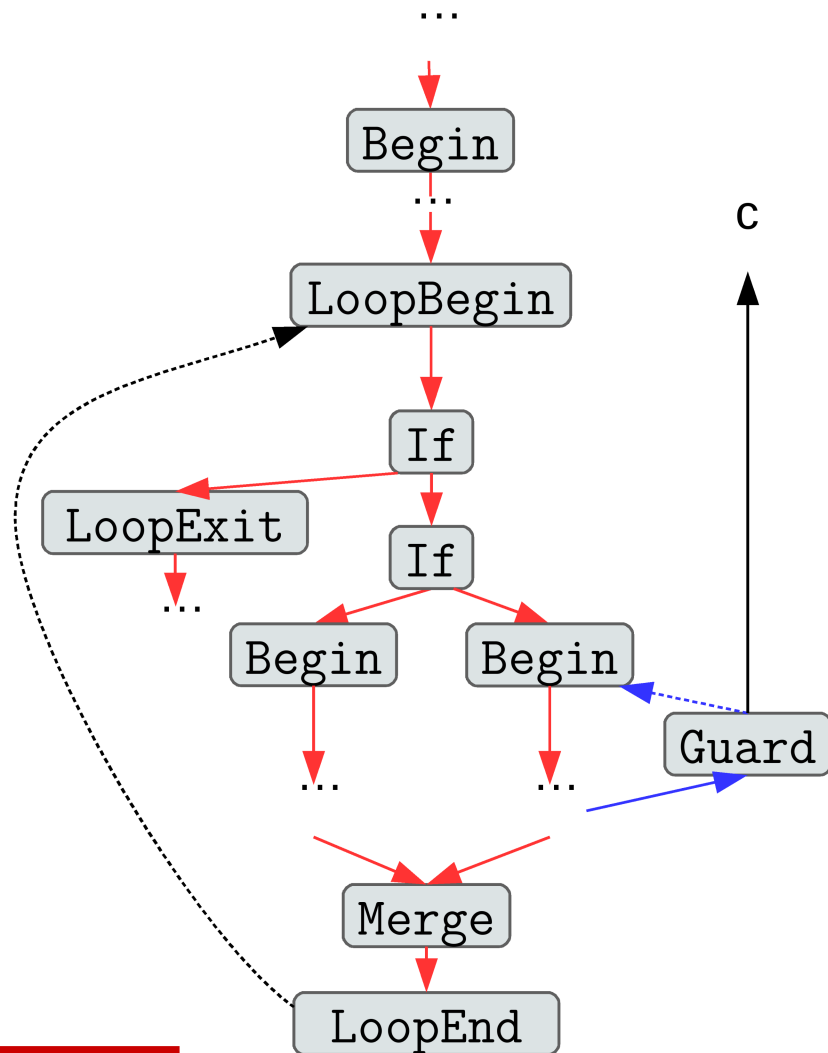 ...
Begin
...
C
LoopBegin
If
LoopExit
If
...
Begin
Begin
Guard
...
...
Merge
LoopEnd